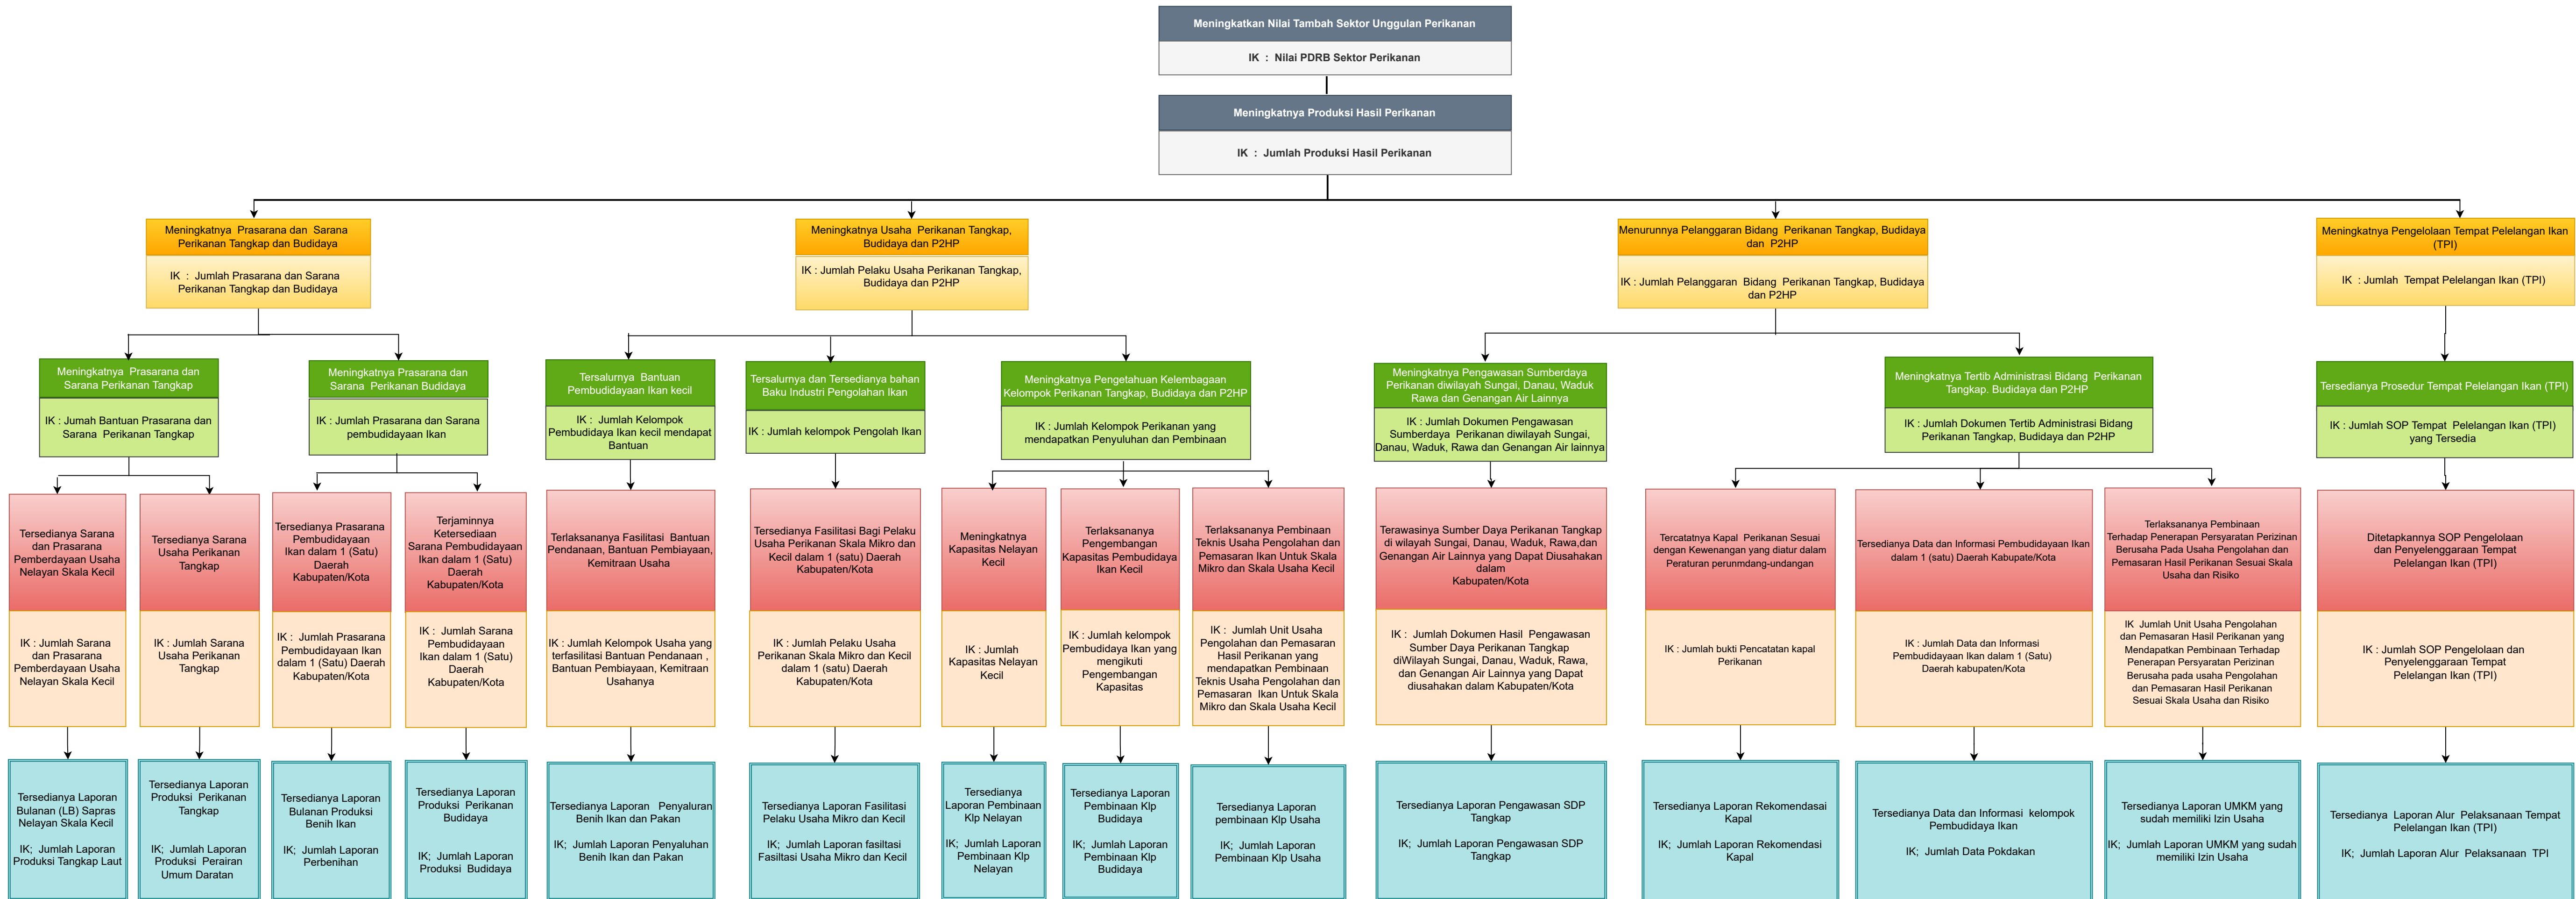 Meningkatkan Nilai Tambah Sektor Unggulan Perikanan
IK : Nilai PDRB Sektor Perikanan
Meningkatnya Produksi Hasil Perikanan
IK : Jumlah Produksi Hasil Perikanan
Meningkatnya Prasarana dan Sarana
Perikanan Tangkap dan Budidaya
IK : Jumlah Prasarana dan Sarana
Perikanan Tangkap dan Budidaya
Meningkatnya Usaha Perikanan Tangkap,
Budidaya dan P2HP
IK : Jumlah Pelaku Usaha Perikanan Tangkap,
Budidaya dan P2HP
Menurunnya Pelanggaran Bidang Perikanan Tangkap, Budidaya
dan P2HP
IK : Jumlah Pelanggaran Bidang Perikanan Tangkap, Budidaya
dan P2HP
Meningkatnya Pengelolaan Tempat Pelelangan Ikan
(TPI)
IK : Jumlah Tempat Pelelangan Ikan (TPI)
Meningkatnya Prasarana dan
Sarana Perikanan Tangkap
IK : Jumah Bantuan Prasarana dan
Sarana Perikanan Tangkap
Meningkatnya Prasarana dan
Sarana Perikanan Budidaya
IK : Jumlah Prasarana dan Sarana
pembudidayaan Ikan
Tersalurnya Bantuan
Pembudidayaan Ikan kecil
IK : Jumlah Kelompok
Pembudidaya Ikan kecil mendapat
Bantuan
Tersalurnya dan Tersedianya bahan
Baku Industri Pengolahan Ikan
IK : Jumlah kelompok Pengolah Ikan
Meningkatnya Pengetahuan Kelembagaan
Kelompok Perikanan Tangkap, Budidaya dan P2HP
IK : Jumlah Kelompok Perikanan yang
mendapatkan Penyuluhan dan Pembinaan
Meningkatnya Pengawasan Sumberdaya
Perikanan diwilayah Sungai, Danau, Waduk
Rawa dan Genangan Air Lainnya
IK : Jumlah Dokumen Pengawasan
Sumberdaya Perikanan diwilayah Sungai,
Danau, Waduk, Rawa dan Genangan Air lainnya
Meningkatnya Tertib Administrasi Bidang Perikanan
Tangkap. Budidaya dan P2HP
IK : Jumlah Dokumen Tertib Administrasi Bidang
Perikanan Tangkap, Budidaya dan P2HP
Tersedianya Prosedur Tempat Pelelangan Ikan (TPI)
IK : Jumlah SOP Tempat Pelelangan Ikan (TPI)
yang Tersedia
Tersedianya Sarana
dan Prasarana
Pemberdayaan Usaha
Nelayan Skala Kecil
IK : Jumlah Sarana
dan Prasarana
Pemberdayaan Usaha
Nelayan Skala Kecil
Tersedianya Sarana
Usaha Perikanan
Tangkap
IK : Jumlah Sarana
Usaha Perikanan
Tangkap
Tersedianya Prasarana
Pembudidayaan
Ikan dalam 1 (Satu)
Daerah
Kabupaten/Kota
IK : Jumlah Prasarana
Pembudidayaan Ikan
dalam 1 (Satu) Daerah
Kabupaten/Kota
Terjaminnya
Ketersediaan
Sarana Pembudidayaan
Ikan dalam 1 (Satu)
Daerah
Kabupaten/Kota
IK : Jumlah Sarana
Pembudidayaan
Ikan dalam 1 (Satu)
Daerah
Kabupaten/Kota
Terlaksananya Fasilitasi Bantuan
Pendanaan, Bantuan Pembiayaan,
Kemitraan Usaha
IK : Jumlah Kelompok Usaha yang
terfasilitasi Bantuan Pendanaan ,
Bantuan Pembiayaan, Kemitraan
Usahanya
Tersedianya Fasilitasi Bagi Pelaku
Usaha Perikanan Skala Mikro dan
Kecil dalam 1 (satu) Daerah
Kabupaten/Kota
IK : Jumlah Pelaku Usaha
Perikanan Skala Mikro dan Kecil
dalam 1 (satu) Daerah
Kabupaten/Kota
Meningkatnya
Kapasitas Nelayan
Kecil
IK : Jumlah
Kapasitas Nelayan
Kecil
Terlaksananya
Pengembangan
Kapasitas Pembudidaya
Ikan Kecil
IK : Jumlah kelompok
Pembudidaya Ikan yang
mengikuti
Pengembangan
Kapasitas
Terlaksananya Pembinaan
Teknis Usaha Pengolahan dan
Pemasaran Ikan Untuk Skala
Mikro dan Skala Usaha Kecil
IK : Jumlah Unit Usaha
Pengolahan dan Pemasaran
Hasil Perikanan yang
mendapatkan Pembinaan
Teknis Usaha Pengolahan dan
Pemasaran Ikan Untuk Skala
Mikro dan Skala Usaha Kecil
Terawasinya Sumber Daya Perikanan Tangkap
di wilayah Sungai, Danau, Waduk, Rawa,dan
Genangan Air Lainnya yang Dapat Diusahakan
dalam
Kabupaten/Kota
IK : Jumlah Dokumen Hasil Pengawasan
Sumber Daya Perikanan Tangkap
diWilayah Sungai, Danau, Waduk, Rawa,
dan Genangan Air Lainnya yang Dapat
diusahakan dalam Kabupaten/Kota
Tercatatnya Kapal Perikanan Sesuai
dengan Kewenangan yang diatur dalam
Peraturan perunmdang-undangan
IK : Jumlah bukti Pencatatan kapal
Perikanan
Tersedianya Data dan Informasi Pembudidayaan Ikan
dalam 1 (satu) Daerah Kabupate/Kota
IK : Jumlah Data dan Informasi
Pembudidayaan Ikan dalam 1 (Satu)
Daerah kabupaten/Kota
Terlaksananya Pembinaan
Terhadap Penerapan Persyaratan Perizinan
Berusaha Pada Usaha Pengolahan dan
Pemasaran Hasil Perikanan Sesuai Skala
Usaha dan Risiko
IK Jumlah Unit Usaha Pengolahan
dan Pemasaran Hasil Perikanan yang
Mendapatkan Pembinaan Terhadap
Penerapan Persyaratan Perizinan
Berusaha pada usaha Pengolahan
dan Pemasaran Hasil Perikanan
Sesuai Skala Usaha dan Risiko
Ditetapkannya SOP Pengelolaan
dan Penyelenggaraan Tempat
Pelelangan Ikan (TPI)
IK : Jumlah SOP Pengelolaan dan
Penyelenggaraan Tempat
Pelelangan Ikan (TPI)
Tersedianya Laporan
Bulanan (LB) Sapras
Nelayan Skala Kecil
IK; Jumlah Laporan
Produksi Tangkap Laut
Tersedianya Laporan
Produksi Perikanan
Tangkap
IK; Jumlah Laporan
Produksi Perairan
Umum Daratan
Tersedianya Laporan
Bulanan Produksi
Benih Ikan
IK; Jumlah Laporan
Perbenihan
Tersedianya Laporan
Produksi Perikanan
Budidaya
IK; Jumlah Laporan
Produksi Budidaya
Tersedianya Laporan Penyaluran
Benih Ikan dan Pakan
IK; Jumlah Laporan Penyaluhan
Benih Ikan dan Pakan
Tersedianya Laporan Fasilitasi
Pelaku Usaha Mikro dan Kecil
IK; Jumlah Laporan fasiltasi
Fasiltasi Usaha Mikro dan Kecil
Tersedianya
Laporan Pembinaan
Klp Nelayan
IK; Jumlah Laporan
Pembinaan Klp
Nelayan
Tersedianya Laporan
Pembinaan Klp
Budidaya
IK; Jumlah Laporan
Pembinaan Klp
Budidaya
Tersedianya Laporan
pembinaan Klp Usaha
IK; Jumlah Laporan
Pembinaan Klp Usaha
Tersedianya Laporan Pengawasan SDP
Tangkap
IK; Jumlah Laporan Pengawasan SDP
Tangkap
Tersedianya Laporan Rekomendasai
Kapal
IK; Jumlah Laporan Rekomendasi
Kapal
Tersedianya Data dan Informasi kelompok
Pembudidaya Ikan
IK; Jumlah Data Pokdakan
Tersedianya Laporan UMKM yang
sudah memiliki Izin Usaha
IK; Jumlah Laporan UMKM yang sudah
memiliki Izin Usaha
Tersedianya Laporan Alur Pelaksanaan Tempat
Pelelangan Ikan (TPI)
IK; Jumlah Laporan Alur Pelaksanaan TPI